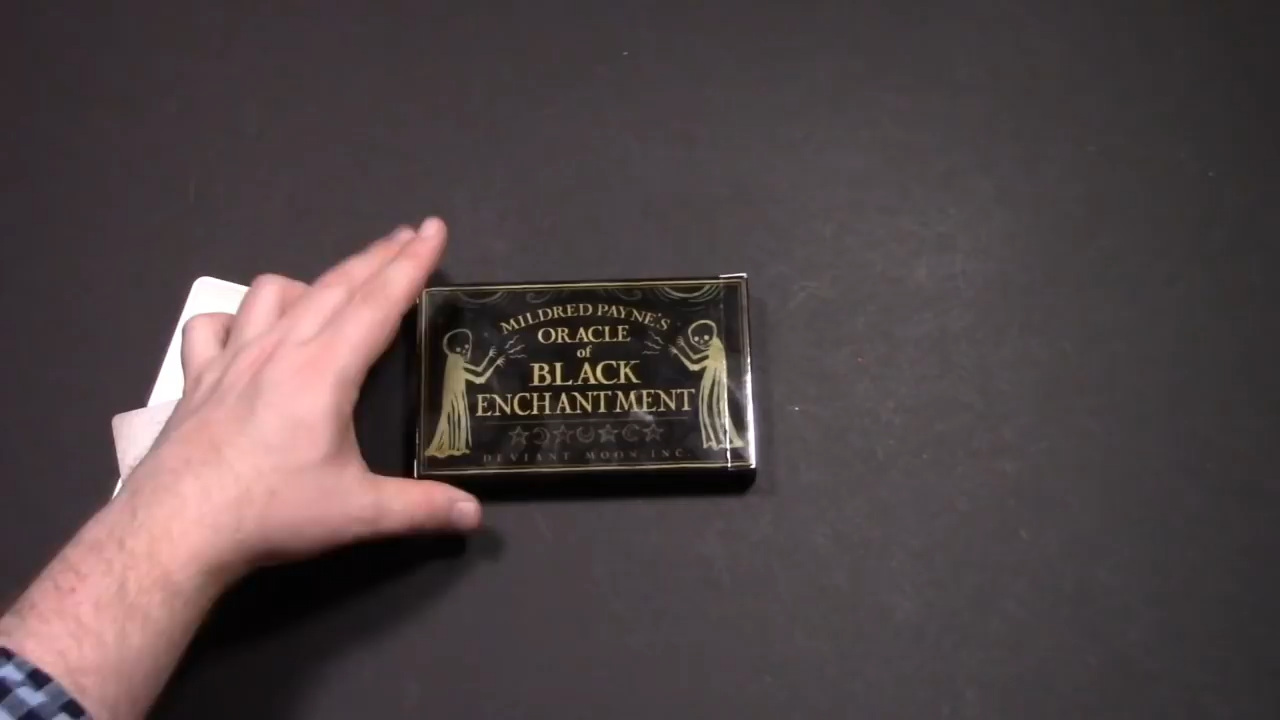 MILDRED PAYNE'S
ORACLE
of
BLACK
ENCHANTMENT
DEVIANT MOON INC.